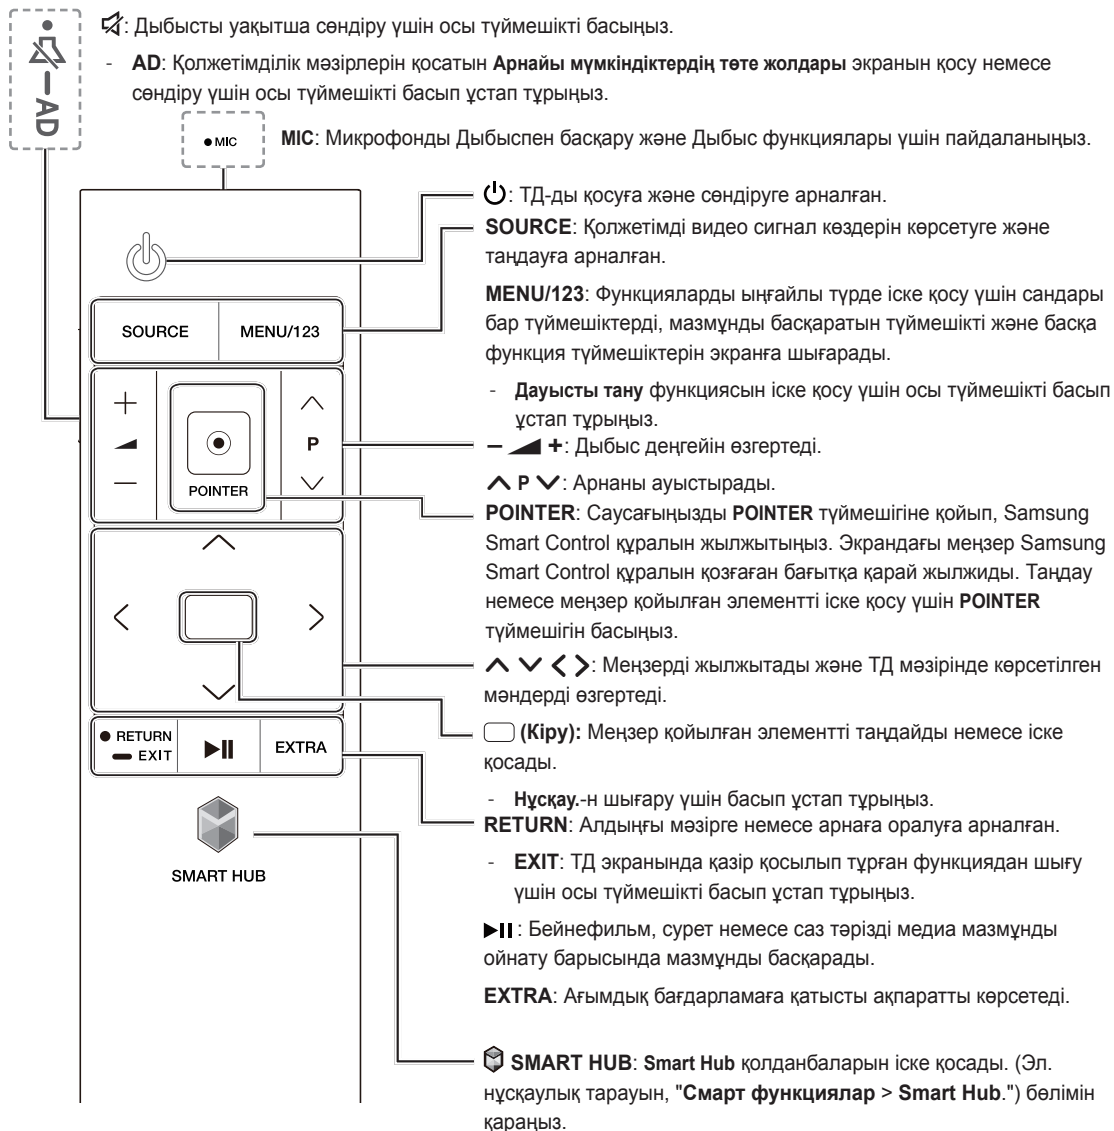 : Дыбысты уақытша сөндіру үшін осы түймешікті басыңыз.
- AD: Қолжетімділік мәзірлерін қосатын Арнайы мүмкіндіктердің төте жолдары экранын қосу немесе
сөндіру үшін осы түймешікті басып ұстап тұрыңыз.
AD
MIC
MIC: Микрофонды Дыбыспен басқару және Дыбыс функциялары үшін пайдаланыңыз.
: ТД-ды қосуға және сөндіруге арналған.
SOURCE: Қолжетімді видео сигнал көздерін көрсетуге және
таңдауға арналған.
MENU/123: Функцияларды ыңғайлы түрде іске қосу үшін сандары
бар түймешіктерді, мазмұнды басқаратын түймешікті және басқа
функция түймешіктерін экранға шығарады.
- Дауысты тану функциясын іске қосу үшін осы түймешікті басып
ұстап тұрыңыз.
− +: Дыбыс деңгейін өзгертеді.
P : Арнаны ауыстырады.
POINTER: Саусағыңызды POINTER түймешігіне қойып, Samsung
Smart Control құралын жылжытыңыз. Экрандағы меңзер Samsung
Smart Control құралын қозғаған бағытқа қарай жылжиды. Таңдау
немесе меңзер қойылған элементті іске қосу үшін POINTER
түймешігін басыңыз.
: Меңзерді жылжытады және ТД мәзірінде көрсетілген
мәндерді өзгертеді.
(Кіру): Меңзер қойылған элементті таңдайды немесе іске
қосады.
- Нұсқау.-н шығару үшін басып ұстап тұрыңыз.
RETURN: Алдыңғы мәзірге немесе арнаға оралуға арналған.
- EXIT: ТД экранында қазір қосылып тұрған функциядан шығу
үшін осы түймешікті басып ұстап тұрыңыз.
: Бейнефильм, сурет немесе саз тәрізді медиа мазмұнды
ойнату барысында мазмұнды басқарады.
EXTRA: Ағымдық бағдарламаға қатысты ақпаратты көрсетеді.
SMART HUB: Smart Hub қолданбаларын іске қосады. (Эл.
нұсқаулық тарауын, "Смарт функциялар > Smart Hub.") бөлімін
қараңыз.
SOURCE
MENU/123
+
P
—
POINTER
RETURN
EXIT
EXTRA
SMART HUB